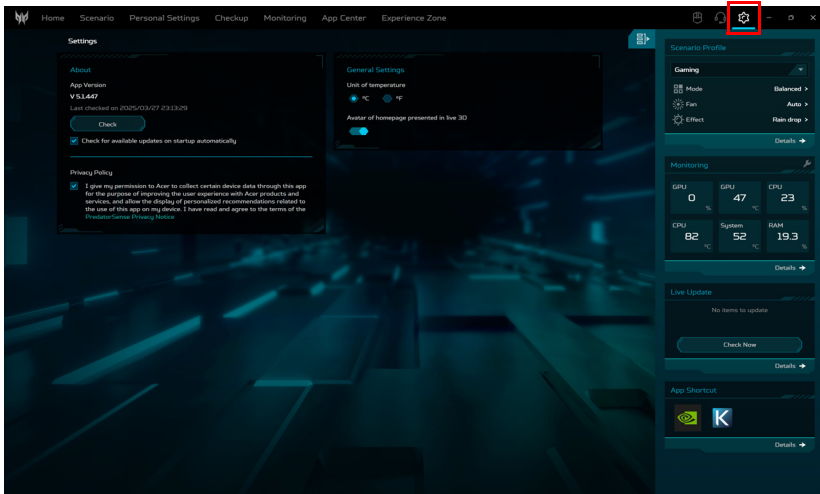 Home Scenario Personal Settings Checkup Monitoring App Center Experience Zone
Settings
About
App Version
V 5.1.447
Last checked on 2025/03/27 23:13:29
Check
Check for available updates on startup automatically
Privacy Policy
I give my permission to Acer to collect certain device data through this app
for the purpose of improving the user experience with Acer products and
services, and allow the display of personalized recommendations related to
the use of this app on my device. I have read and agree to the terms of the
PredatorSense Privacy Notice
General Settings
Unit of temperature
°C °F
Avatar of homepage presented in live 3D
Scenario Profile
Gaming
Mode Balanced >
Fan Auto >
Effect Rain drop >
Details →
Monitoring
GPU GPU CPU
0 % 47 °C 23 %
CPU System RAM
82 °C 52 °C 19.3 %
Details →
Live Update
No items to update
Check Now
Details →
App Shortcut
K
Details →